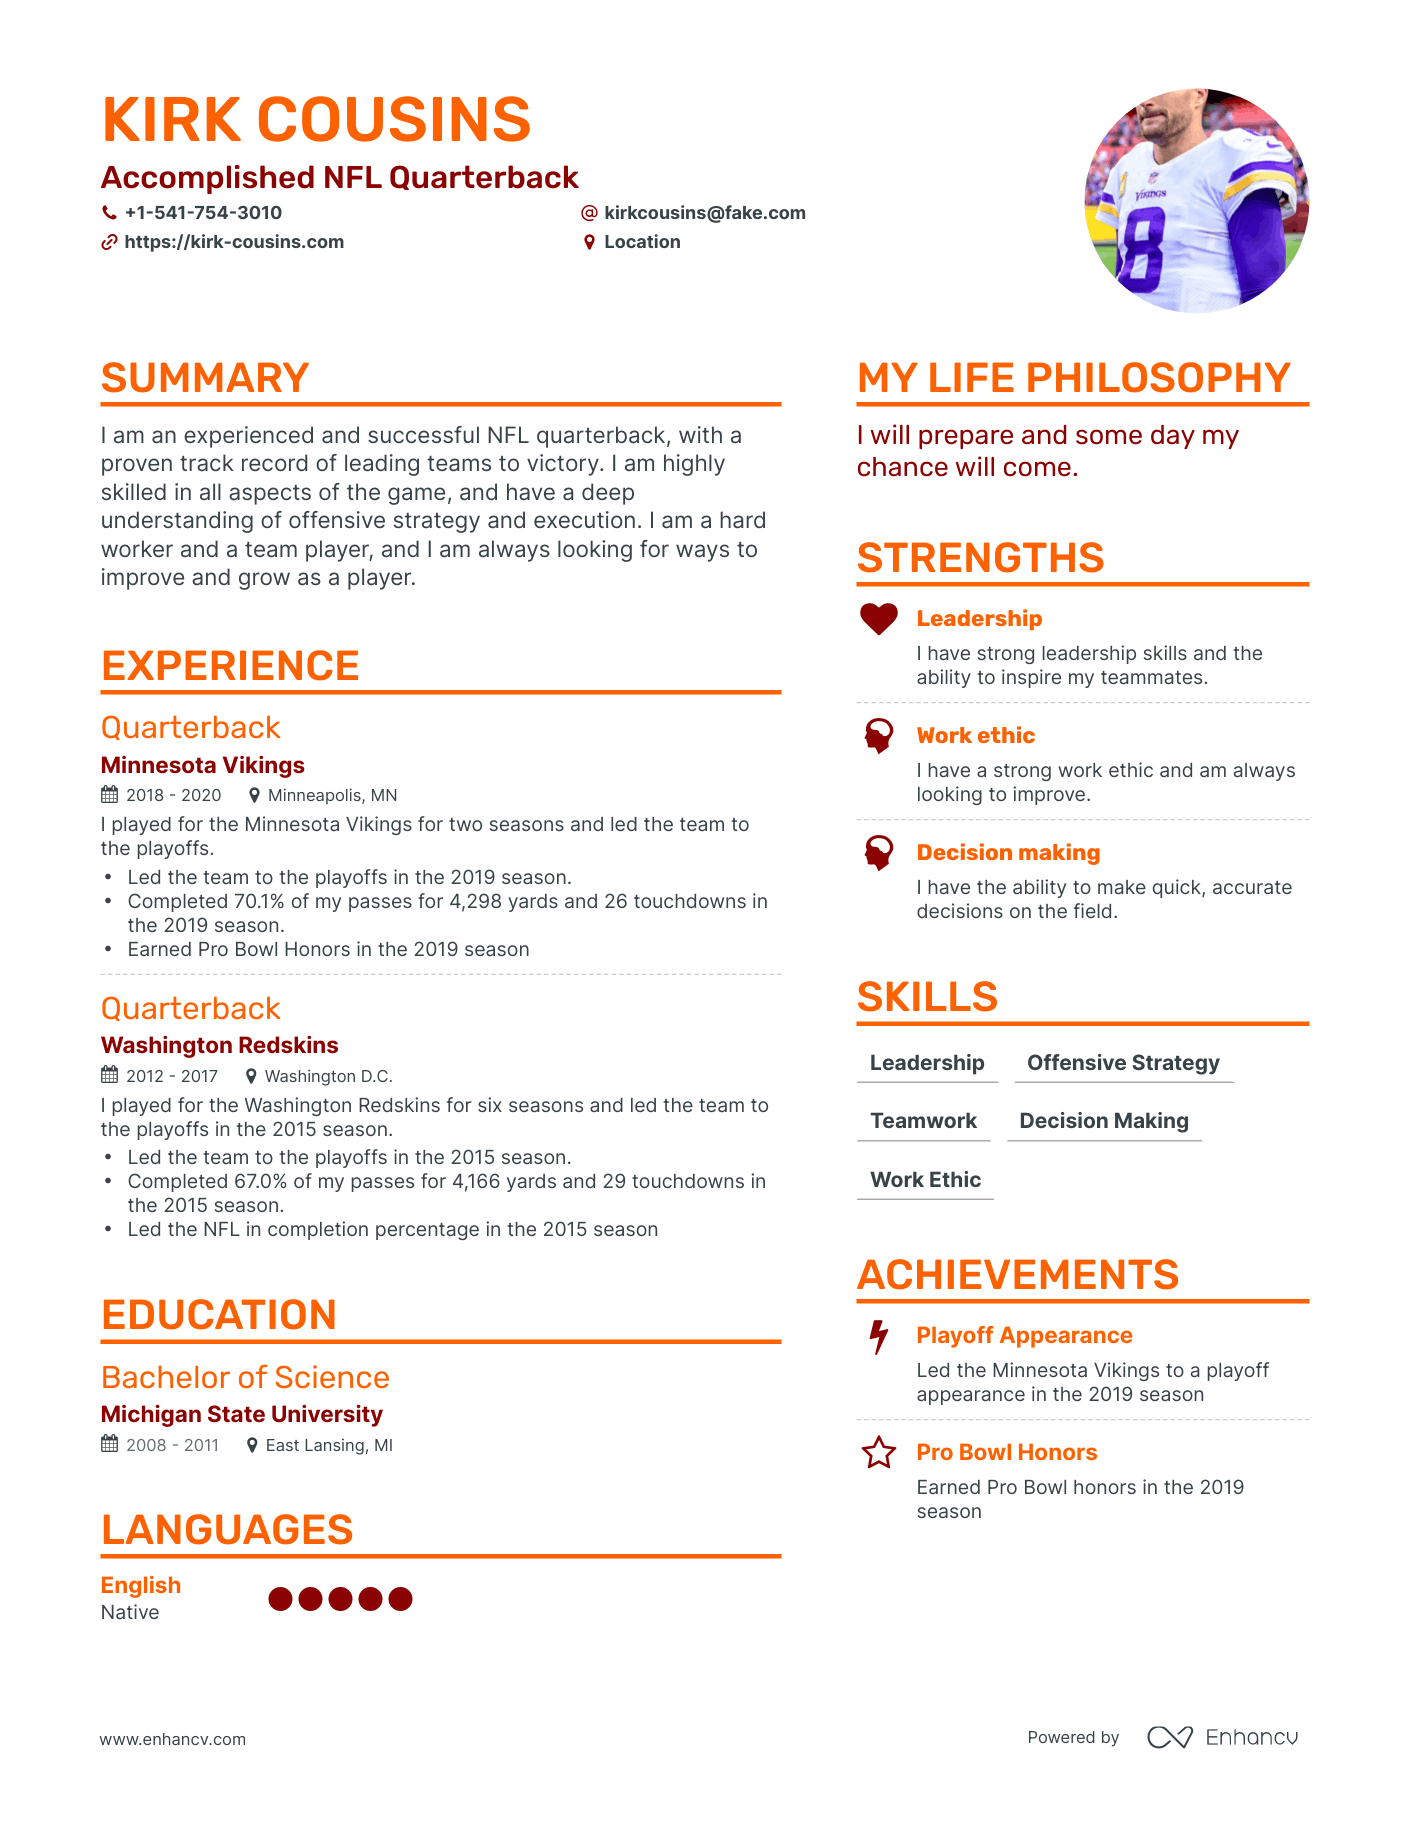 KIRK COUSINS
Accomplished NFL Quarterback
+1-541-754-3010
kirkcousins@fake.com
https://kirk-cousins.com
Location
VIKINGS
8
SUMMARY
I am an experienced and successful NFL quarterback, with a
proven track record of leading teams to victory. I am highly
skilled in all aspects of the game, and have a deep
understanding of offensive strategy and execution. I am a hard
worker and a team player, and I am always looking for ways to
improve and grow as a player.
EXPERIENCE
Quarterback
Minnesota Vikings
2018 - 2020 Minneapolis, MN
I played for the Minnesota Vikings for two seasons and led the team to
the playoffs.
• Led the team to the playoffs in the 2019 season.
• Completed 70.1% of my passes for 4,298 yards and 26 touchdowns in
the 2019 season.
• Earned Pro Bowl Honors in the 2019 season
Quarterback
Washington Redskins
2012 - 2017 Washington D.C.
I played for the Washington Redskins for six seasons and led the team to
the playoffs in the 2015 season.
• Led the team to the playoffs in the 2015 season.
• Completed 67.0% of my passes for 4,166 yards and 29 touchdowns in
the 2015 season.
• Led the NFL in completion percentage in the 2015 season
EDUCATION
Bachelor of Science
Michigan State University
2008 - 2011 East Lansing, MI
LANGUAGES
English
Native
MY LIFE PHILOSOPHY
I will prepare and some day my
chance will come.
STRENGTHS
Leadership
I have strong leadership skills and the
ability to inspire my teammates.
Work ethic
I have a strong work ethic and am always
looking to improve.
Decision making
I have the ability to make quick, accurate
decisions on the field.
SKILLS
Leadership Offensive Strategy
Teamwork Decision Making
Work Ethic
ACHIEVEMENTS
Playoff Appearance
Led the Minnesota Vikings to a playoff
appearance in the 2019 season
Pro Bowl Honors
Earned Pro Bowl honors in the 2019
season
www.enhancv.com
Powered by Enhancv